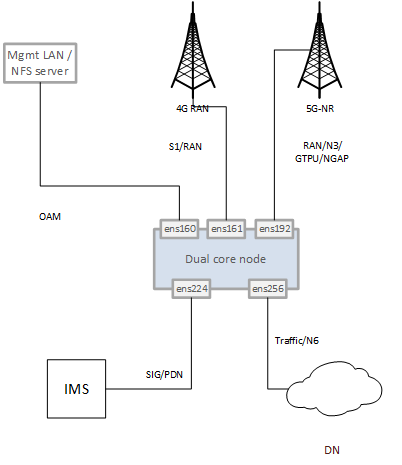 Mgmt LAN /
NFS server
4G RAN
5G-NR
S1/RAN
RAN/N3/
GTPU/NGAP
OAM
ens160
ens161
ens192
Dual core node
ens224
ens256
Traffic/N6
SIG/PDN
IMS
DN